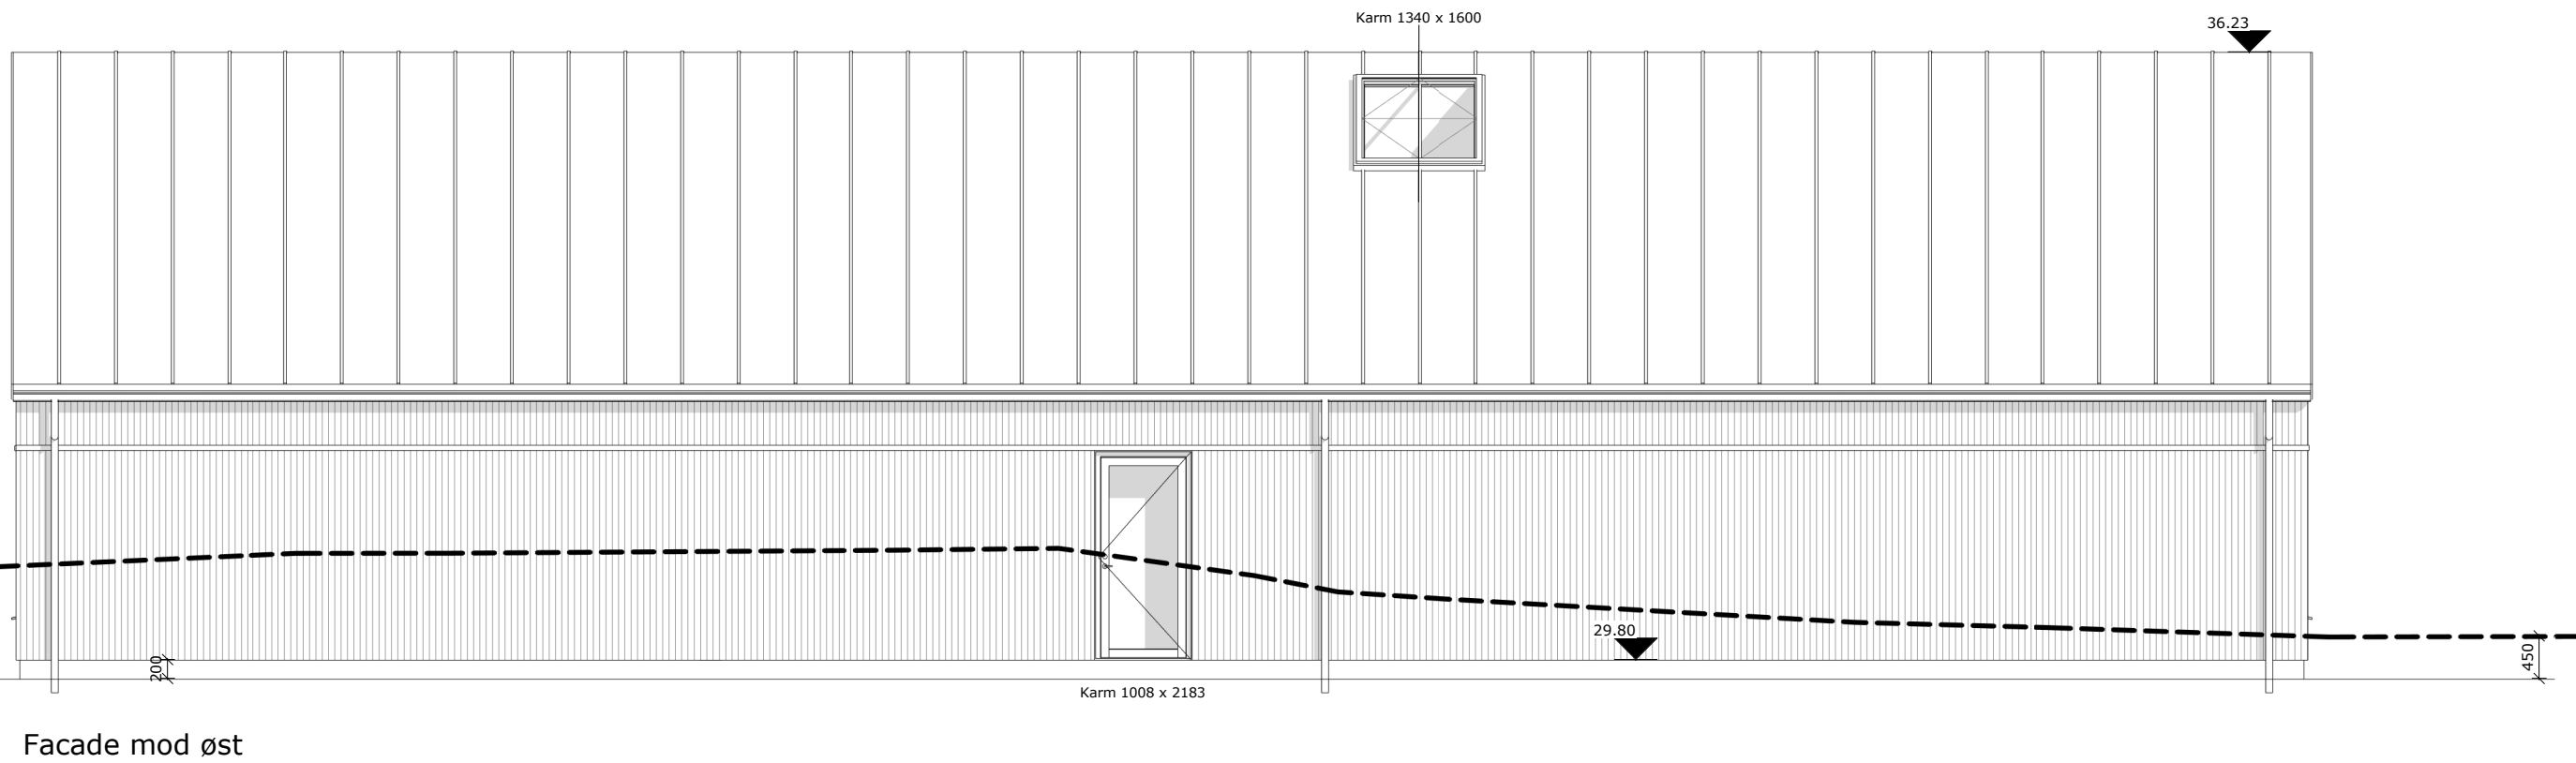 Karm 1340 x 1600
36.23
29.80
450
200
Karm 1008 x 2183
Facade mod øst